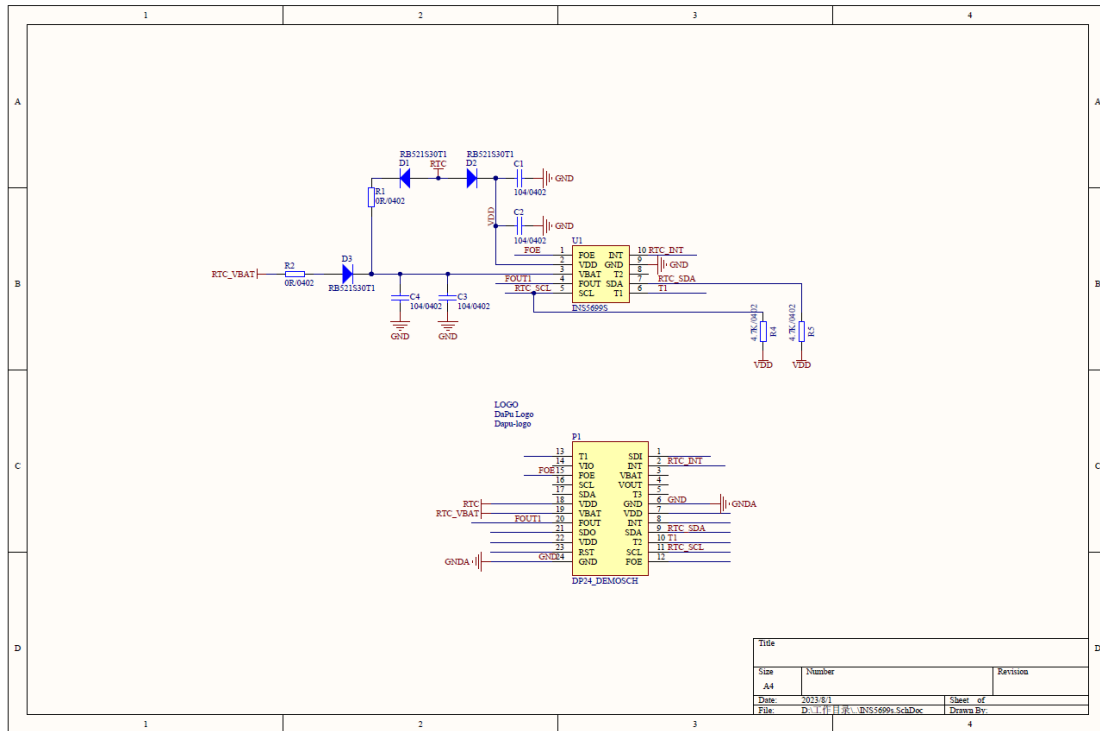 1 2 3 4
A A
RB521S30T1 RB521S30T1
D1 RTC D2 C1
GND
R1 104/0402
0R/0402
C2
VDD GND
104/0402
U1
FOE 1 FOE INT 10 RTC_INT
2 VDD GND 9 GND
R2 D3 3 VBAT T2 8
RTC_VBAT
FOUT1 4 FOUT SDA 7 RTC_SDA
0R/0402 RB521S30T1
RTC_SCL 5 SCL T1 6 T1
B B
C4 C3
104/0402 104/0402
INS5699S
GND GND
4.7K/0402 R4 4.7K/0402 R5
VDD VDD
LOGO
DaPu Logo
Dapu-logo
P1
13 T1 SDI 1
14 VIO INT 2 RTC_INT
FOE 15 FOE VBAT 3
16 SCL VOUT 4
17 SDA T3 5
RTC 18 VDD GND 6 GND GNDA
RTC_VBAT 19 VBAT VDD 7
FOUT1 20 FOUT INT 8
21 SDO SDA 9 RTC_SDA
22 VDD T2 10 T1
23 RST SCL 11 RTC_SCL
GNDA GND 24 GND FOE 12
DP24_DEMOSCH
C C
D D
Title
Size Number Revision
A4
Date: 2023/8/1 Sheet of
File: D:\工作目录\..\INS5699s.SchDoc Drawn By:
1 2 3 4